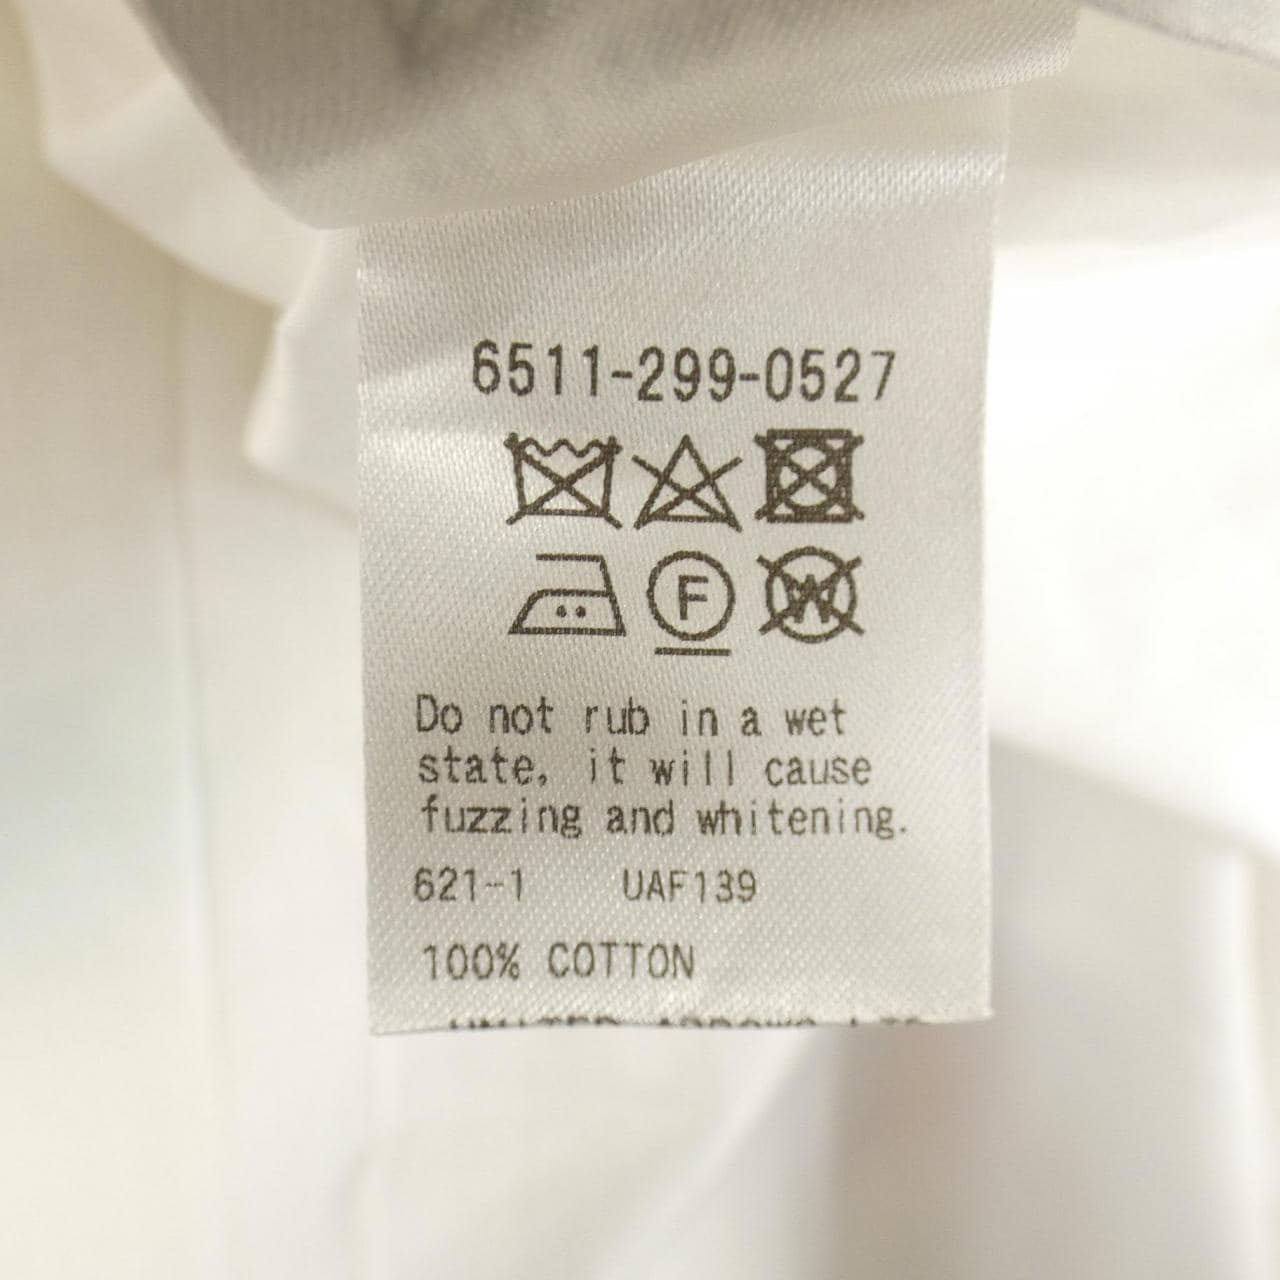 6511-299-0527
F
W
Do not rub in a wet
state, it will cause
fuzzing and whitening.
621-1 UAF139
100% COTTON